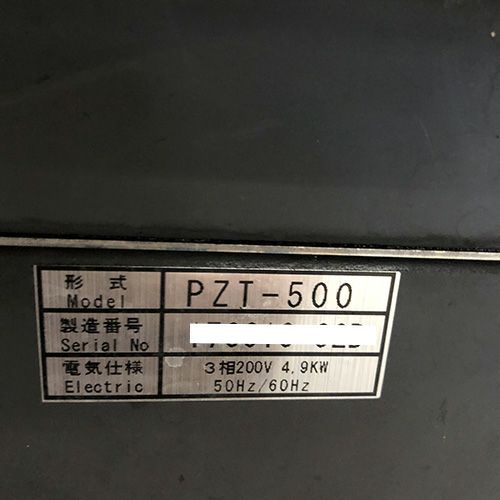 形式 PZT-500
Model
製造番号
Serial No
電気仕様 3相200V 4,9KW
Electric 50Hz/60Hz